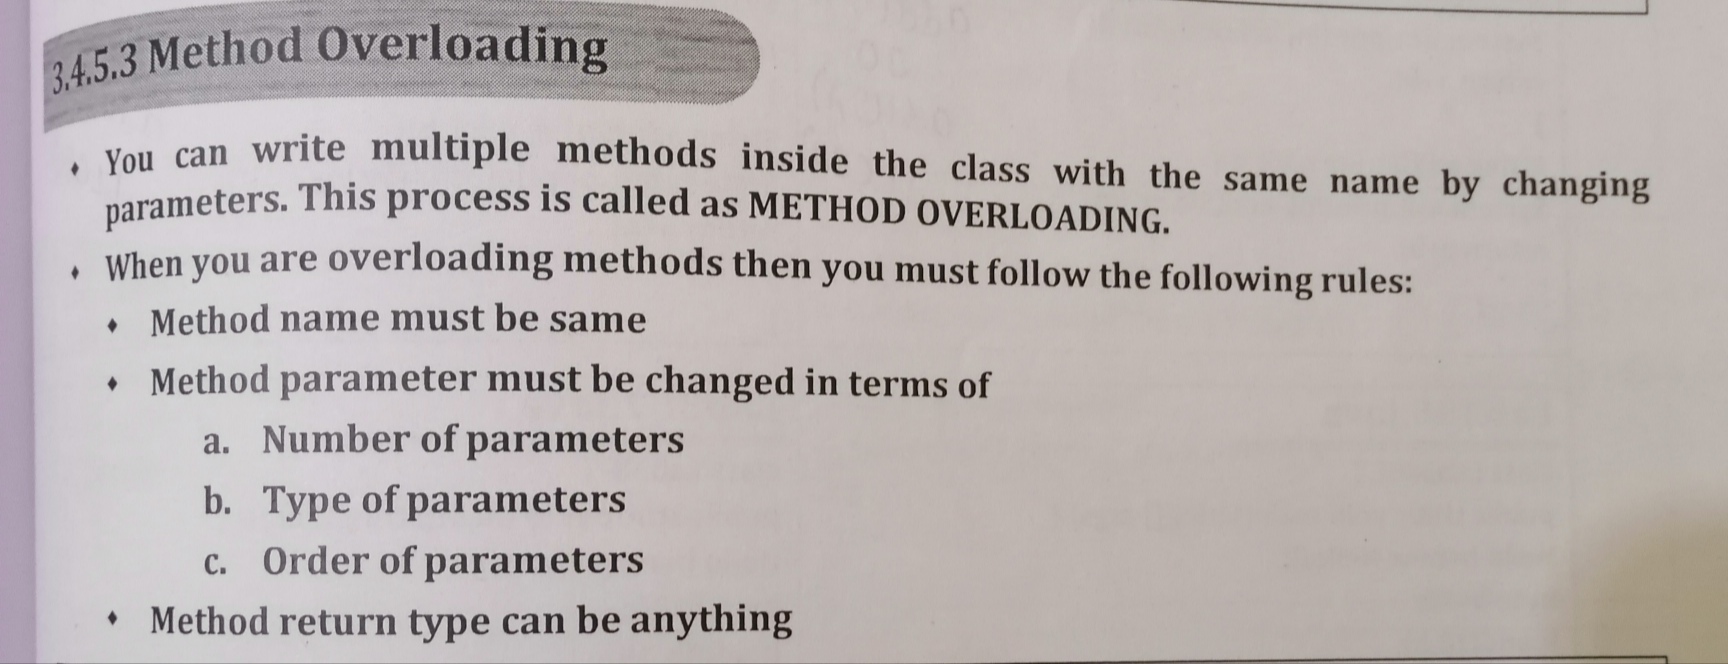 3.4.5.3 Method Overloading
⬧ You can write multiple methods inside the class with the same name by changing
parameters. This process is called as METHOD OVERLOADING.
⬧ When you are overloading methods then you must follow the following rules:
⬧ Method name must be same
⬧ Method parameter must be changed in terms of
a. Number of parameters
b. Type of parameters
c. Order of parameters
⬧ Method return type can be anything